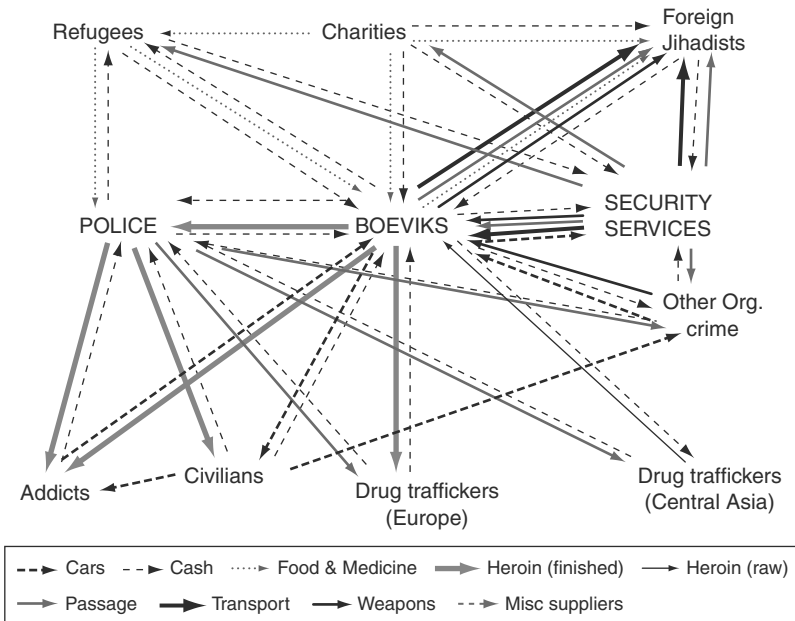 Refugees
Charities
Foreign
Jihadists
POLICE
BOEVIKS
SECURITY
SERVICES
Other Org.
crime
Addicts
Civilians
Drug traffickers
(Europe)
Drug traffickers
(Central Asia)
Cars
Cash
Food & Medicine
Heroin (finished)
Heroin (raw)
Passage
Transport
Weapons
Misc suppliers